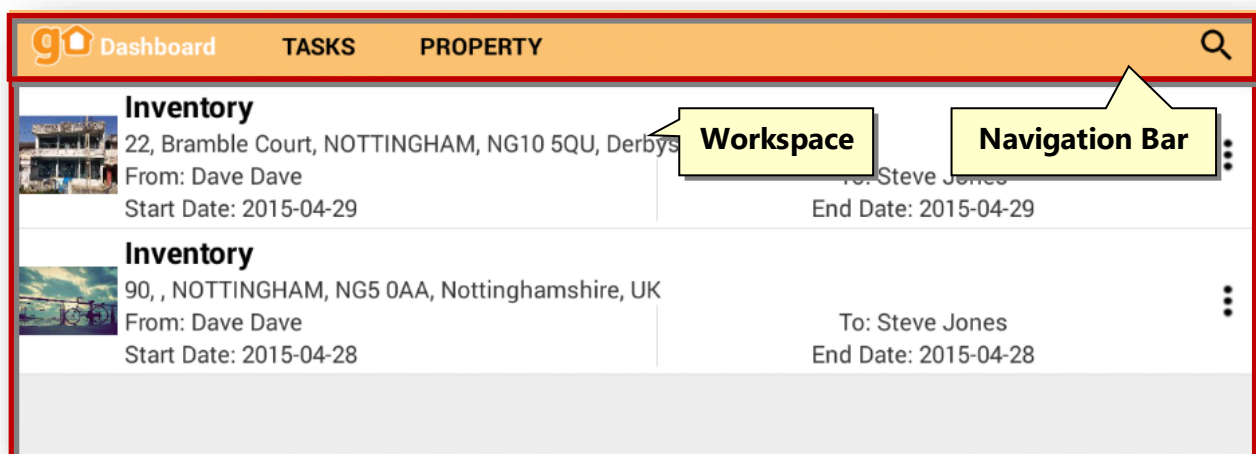 go Dashboard TASKS PROPERTY
Inventory
22, Bramble Court, NOTTINGHAM, NG10 5QU,
Workspace
Navigation Bar
From: Dave Dave To: Steve Jones
Start Date: 2015-04-29 End Date: 2015-04-29
Inventory
90, , NOTTINGHAM, NG5 0AA, Nottinghamshire, UK
From: Dave Dave To: Steve Jones
Start Date: 2015-04-28 End Date: 2015-04-28